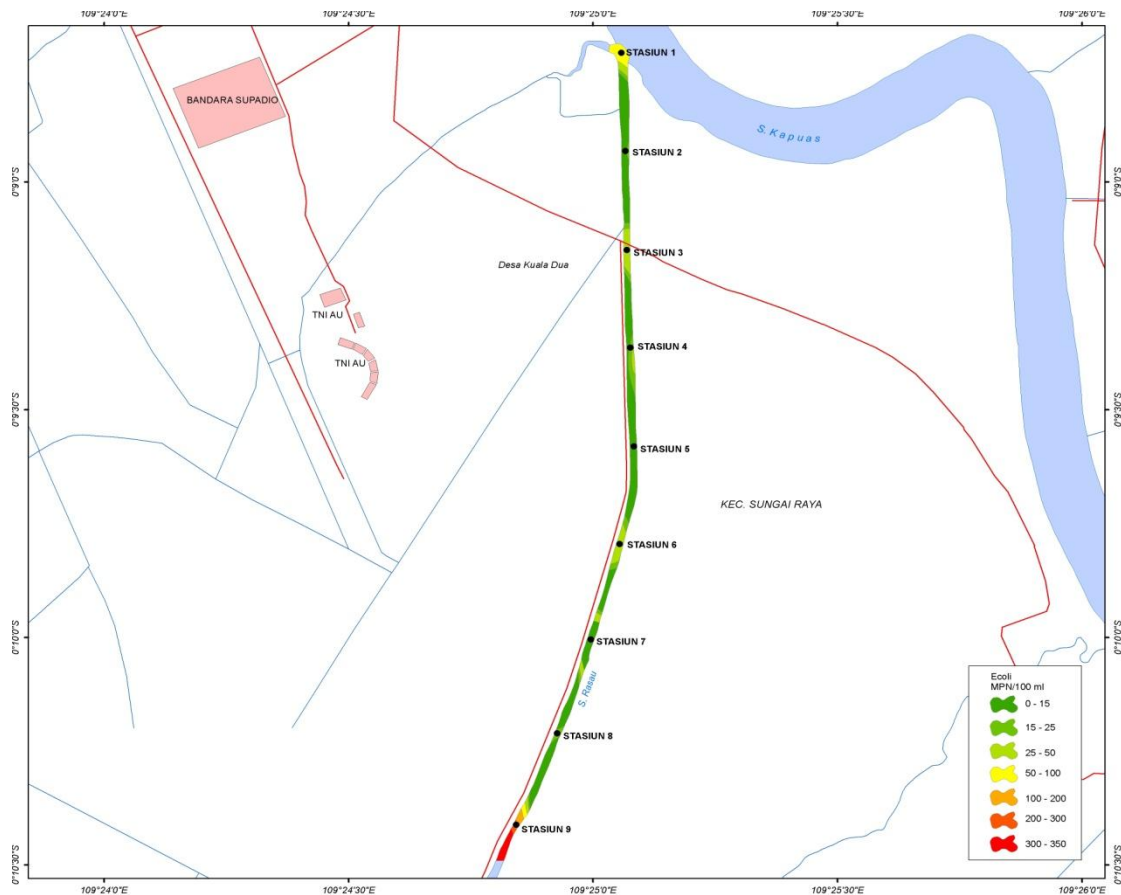 109°24'0"E 109°24'30"E 109°25'0"E 109°25'30"E 109°26'0"E
STASIUN 1
BANDARA SUPADIO
S. Kapuas
STASIUN 2
0°9'0"S 0°9'0"S
STASIUN 3
Desa Kuala Dua
TNI AU
STASIUN 4
TNI AU
0°9'30"S 0°9'30"S
STASIUN 5
KEC. SUNGAI RAYA
STASIUN 6
0°10'0"S 0°10'0"S
STASIUN 7
S. Rasau
STASIUN 8
STASIUN 9
Ecoli
MPN/100 ml
0 - 15
15 - 25
25 - 50
50 - 100
100 - 200
200 - 300
300 - 350
0°10'30"S 0°10'30"S
109°24'0"E 109°24'30"E 109°25'0"E 109°25'30"E 109°26'0"E